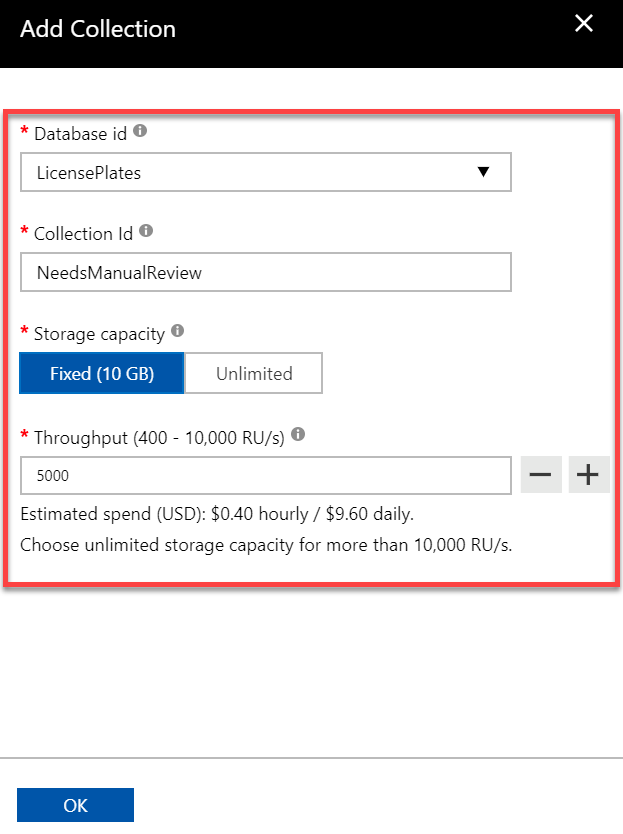 Add Collection
* Database id
LicensePlates
* Collection Id
NeedsManualReview
* Storage capacity
Fixed (10 GB) Unlimited
* Throughput (400 - 10,000 RU/s)
5000
Estimated spend (USD): $0.40 hourly / $9.60 daily.
Choose unlimited storage capacity for more than 10,000 RU/s.
OK